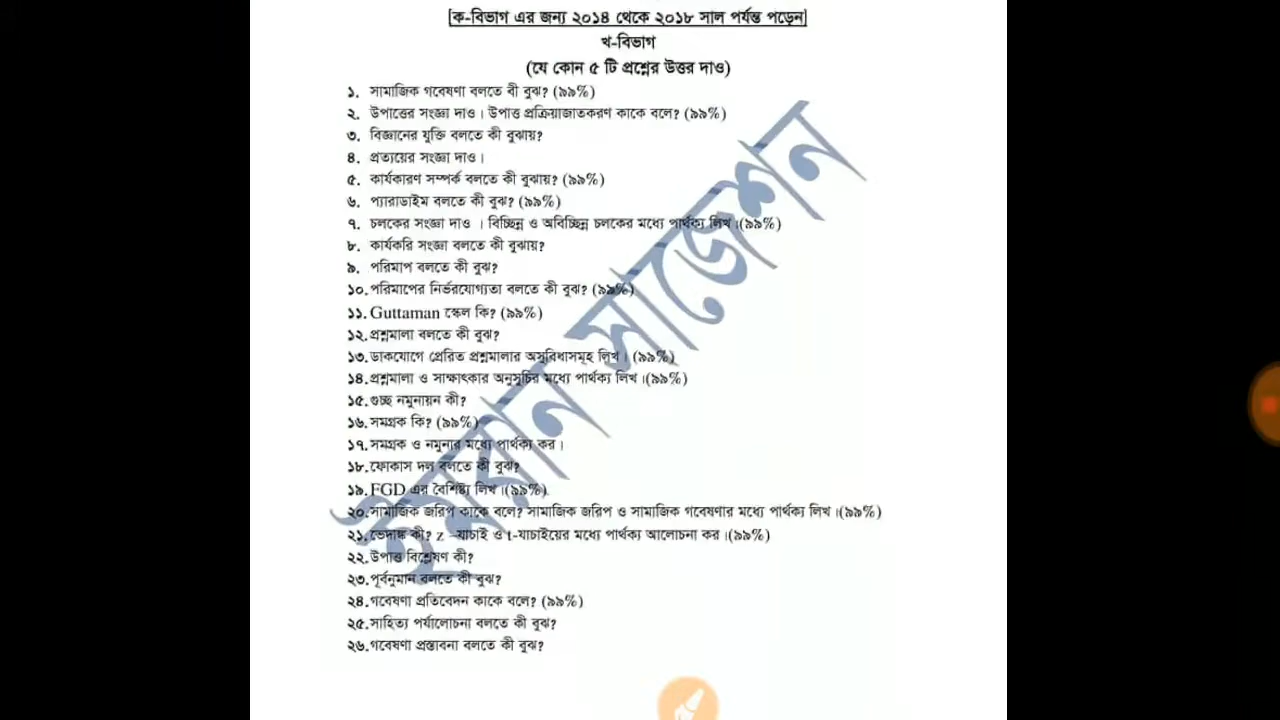 [ক-বিভাগ এর জন্য ২০১৪ থেকে ২০১৮ সাল পর্যন্ত পড়েন]
খ-বিভাগ
(যে কোন ৫ টি প্রশ্নের উত্তর দাও)
১. সামাজিক গবেষণা বলতে বী বুঝ? (৯৯%)
২. উপাত্তের সংজ্ঞা দাও। উপাত্ত প্রক্রিয়াজাতকরণ কাকে বলে? (৯৯%)
৩. বিজ্ঞানের যুক্তি বলতে কী বুঝায়?
৪. প্রত্যয়ের সংজ্ঞা দাও।
৫. কার্যকারণ সম্পর্ক বলতে কী বুঝায়? (৯৯%)
৬. প্যারাডাইম বলতে কী বুঝ? (৯৯%)
৭. চলকের সংজ্ঞা দাও । বিচ্ছিন্ন ও অবিচ্ছিন্ন চলকের মধ্যে পার্থক্য লিখ।(৯৯%)
৮. কার্যকরি সংজ্ঞা বলতে কী বুঝায়?
৯. পরিমাপ বলতে কী বুঝ?
১০. পরিমাপের নির্ভরযোগ্যতা বলতে কী বুঝ? (৯৯%)
১১. Guttaman স্কেল কি? (৯৯%)
১২. প্রশ্নমালা বলতে কী বুঝ?
১৩. ডাকযোগে প্রেরিত প্রশ্নমালার অসুবিধাসমূহ লিখ। (৯৯%)
১৪. প্রশ্নমালা ও সাক্ষাৎকার অনুসুচির মধ্যে পার্থক্য লিখ।(৯৯%)
১৫. গুচ্ছ নমুনায়ন কী?
১৬. সমগ্রক কি? (৯৯%)
১৭. সমগ্রক ও নমুন্যর মধ্যে পার্থক্য কর।
১৮. ফোকাস দল বলতে কী বুঝ?
১৯. FGD এর বৈশিষ্ট্য লিখ।(৯৯%)
২০. সামাজিক জরিপ কাকে বলে? সামাজিক জরিপ ও সামাজিক গবেষণার মধ্যে পার্থক্য লিখ।(৯৯%)
২১. ভেদাঙ্ক কী? z –যাচাই ও t-যাচাইয়ের মধ্যে পার্থক্য আলোচনা কর।(৯৯%)
২২. উপাত্ত বিশ্লেষণ কী?
২৩. পূর্বনুমান বলতে কী বুঝ?
২৪. গবেষণা প্রতিবেদন কাকে বলে? (৯৯%)
২৫. সাহিত্য পর্যালোচনা বলতে কী বুঝ?
২৬. গবেষণা প্রস্তাবনা বলতে কী বুঝ?
ইমরান সাজেশন